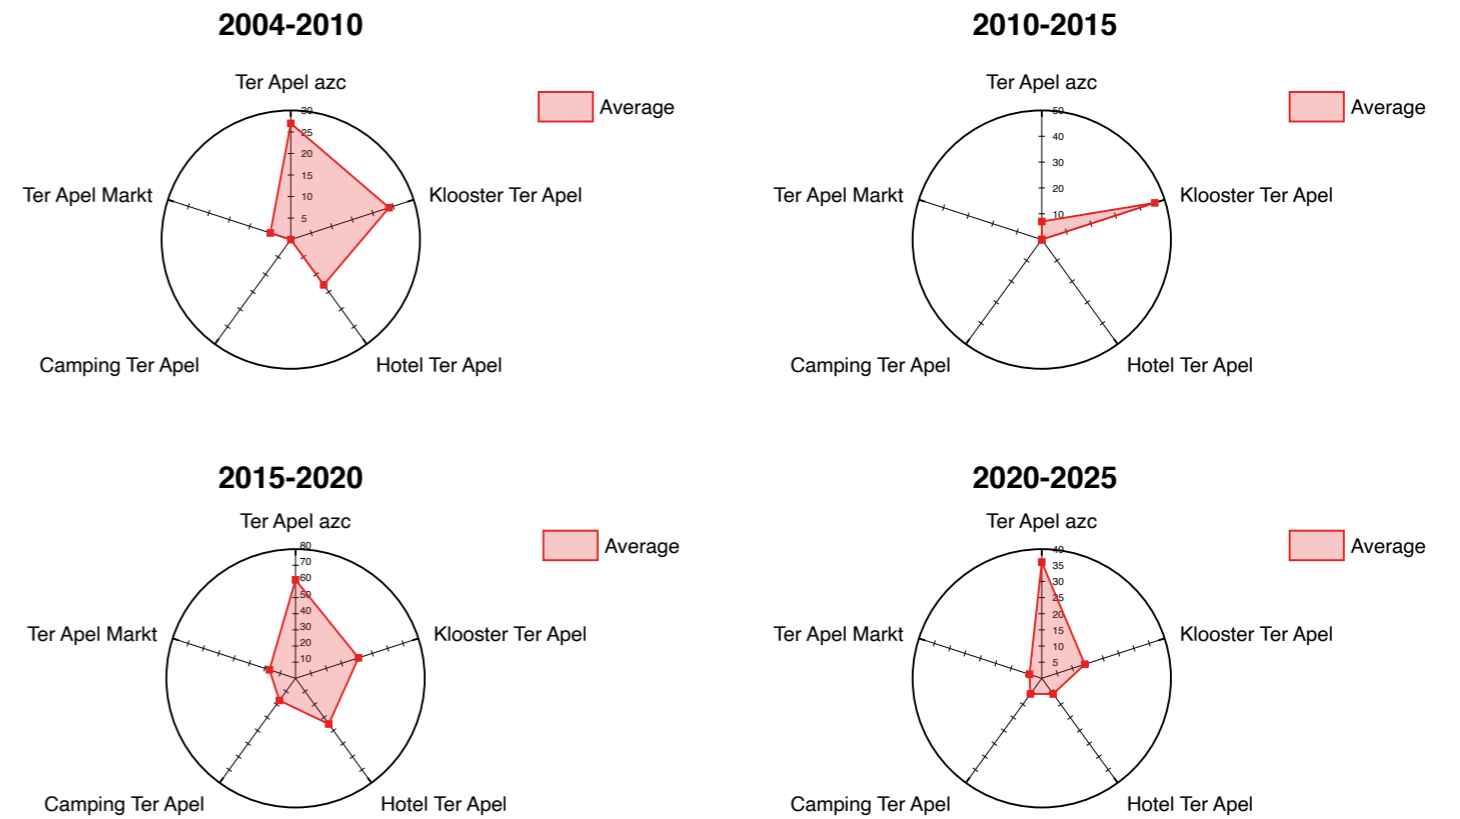 2004-2010
Ter Apel azc
Average
30
25
20
15
10
5
Ter Apel Markt
Klooster Ter Apel
Camping Ter Apel
Hotel Ter Apel
2010-2015
Ter Apel azc
Average
50
40
30
20
10
Ter Apel Markt
Klooster Ter Apel
Camping Ter Apel
Hotel Ter Apel
2015-2020
Ter Apel azc
Average
80
70
60
50
40
30
20
10
Ter Apel Markt
Klooster Ter Apel
Camping Ter Apel
Hotel Ter Apel
2020-2025
Ter Apel azc
Average
40
35
30
25
20
15
10
5
Ter Apel Markt
Klooster Ter Apel
Camping Ter Apel
Hotel Ter Apel